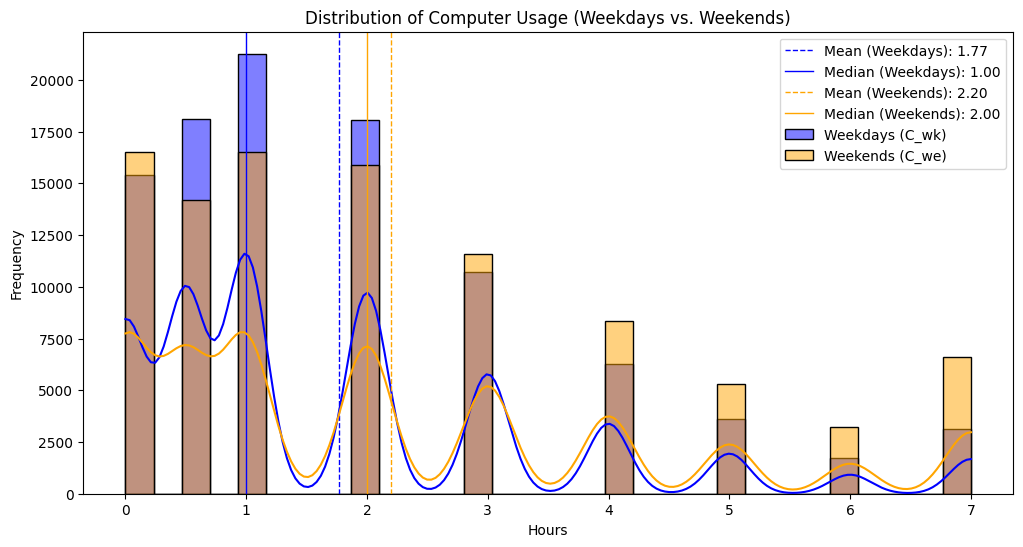 Distribution of Computer Usage (Weekdays vs. Weekends)
Mean (Weekdays): 1.77
Median (Weekdays): 1.00
Mean (Weekends): 2.20
Median (Weekends): 2.00
Weekdays (C_wk)
Weekends (C_we)
Frequency
20000
17500
15000
12500
10000
7500
5000
2500
0
0 1 2 3 4 5 6 7
Hours